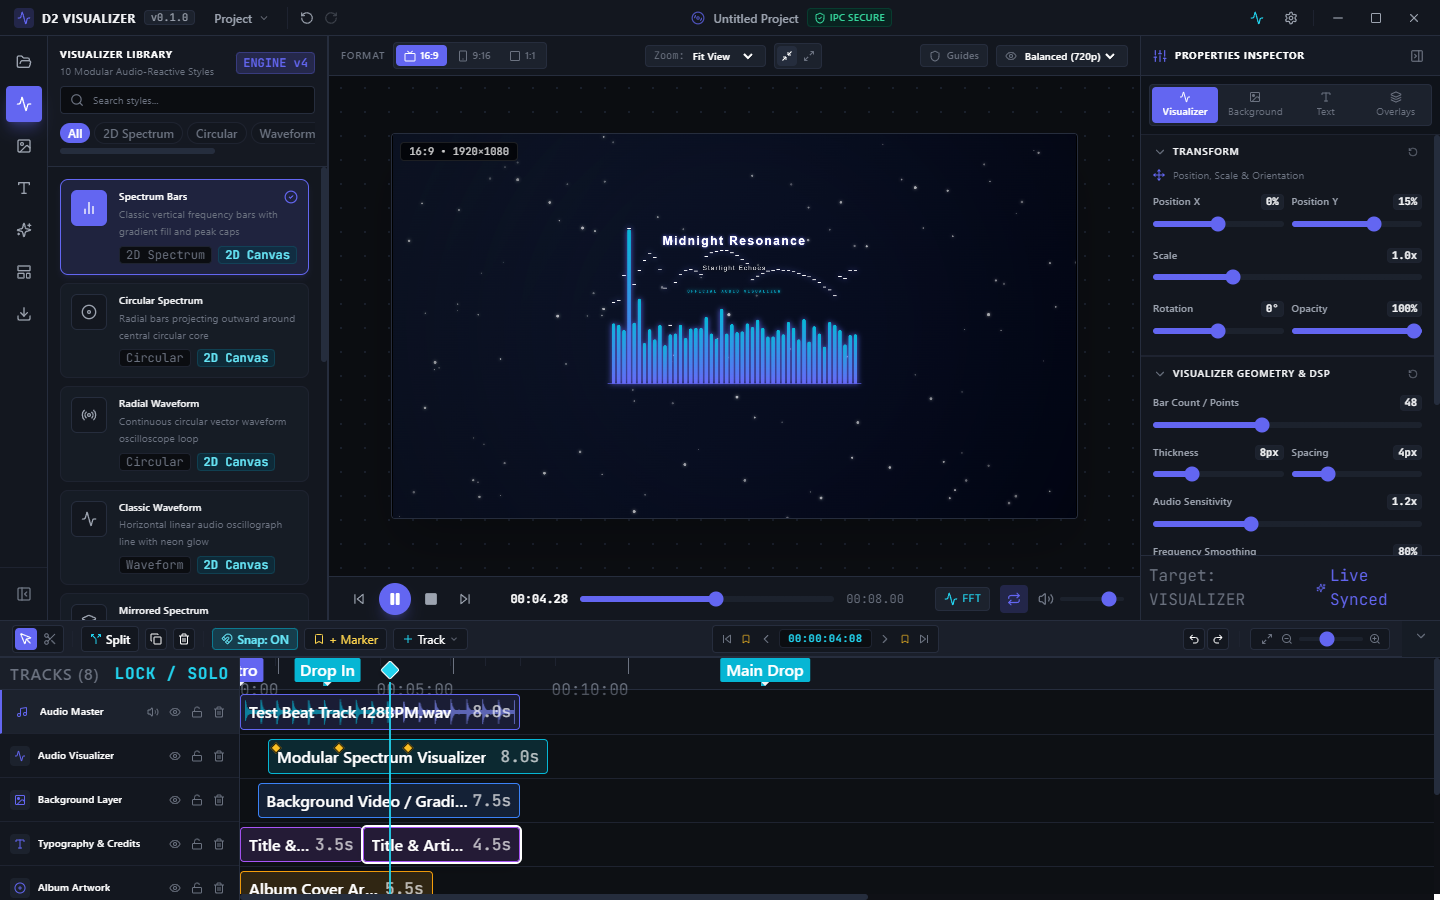 D2 VISUALIZER v0.1.0 Project
Untitled Project IPC SECURE
VISUALIZER LIBRARY
10 Modular Audio-Reactive Styles
ENGINE v4
Search styles...
All 2D Spectrum Circular Waveform
Spectrum Bars
Classic vertical frequency bars with
gradient fill and peak caps
2D Spectrum 2D Canvas
Circular Spectrum
Radial bars projecting outward around
central circular core
Circular 2D Canvas
Radial Waveform
Continuous circular vector waveform
oscilloscope loop
Circular 2D Canvas
Classic Waveform
Horizontal linear audio oscillograph
line with neon glow
Waveform 2D Canvas
Mirrored Spectrum
FORMAT 16:9 9:16 1:1 Zoom: Fit View Guides Balanced (720p)
16:9 • 1920×1080
Midnight Resonance
Starlight Echoes
OFFICIAL AUDIO VISUALIZER
00:04.28 00:08.00 FFT
PROPERTIES INSPECTOR
Visualizer Background Text Overlays
TRANSFORM
Position, Scale & Orientation
Position X 0% Position Y 15%
Scale 1.0x
Rotation 0° Opacity 100%
VISUALIZER GEOMETRY & DSP
Bar Count / Points 48
Thickness 8px Spacing 4px
Audio Sensitivity 1.2x
Frequency Smoothing 80%
Target:
VISUALIZER
Live
Synced
Split Snap: ON + Marker + Track
00:00:04:08
TRACKS (8) LOCK / SOLO
tro Drop In Main Drop
0:00 00:05:00 00:10:00
Audio Master
Test Beat Track 128BPM.wav 8.0s
Audio Visualizer
Modular Spectrum Visualizer 8.0s
Background Layer
Background Video / Gradi... 7.5s
Typography & Credits
Title &... 3.5s
Title & Arti... 4.5s
Album Artwork
Album Cover Ar... 5.5s